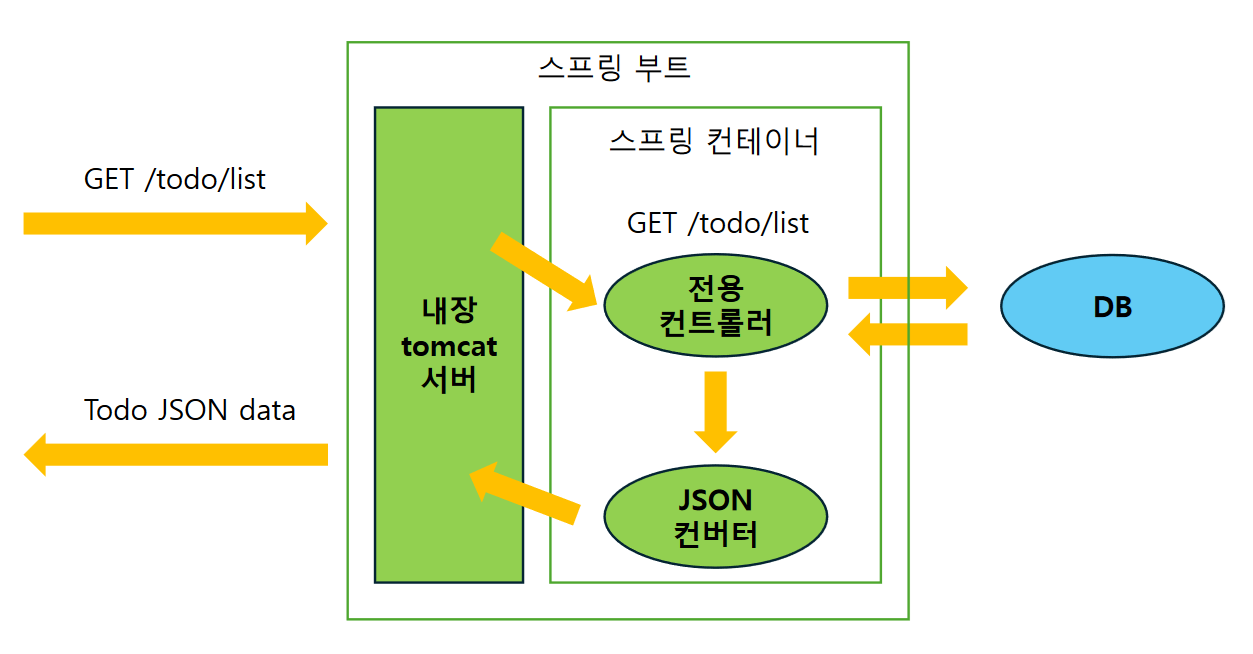 스프링 부트
스프링 컨테이너
GET /todo/list
GET /todo/list
전용
컨트롤러
DB
내장
tomcat
서버
Todo JSON data
JSON
컨버터